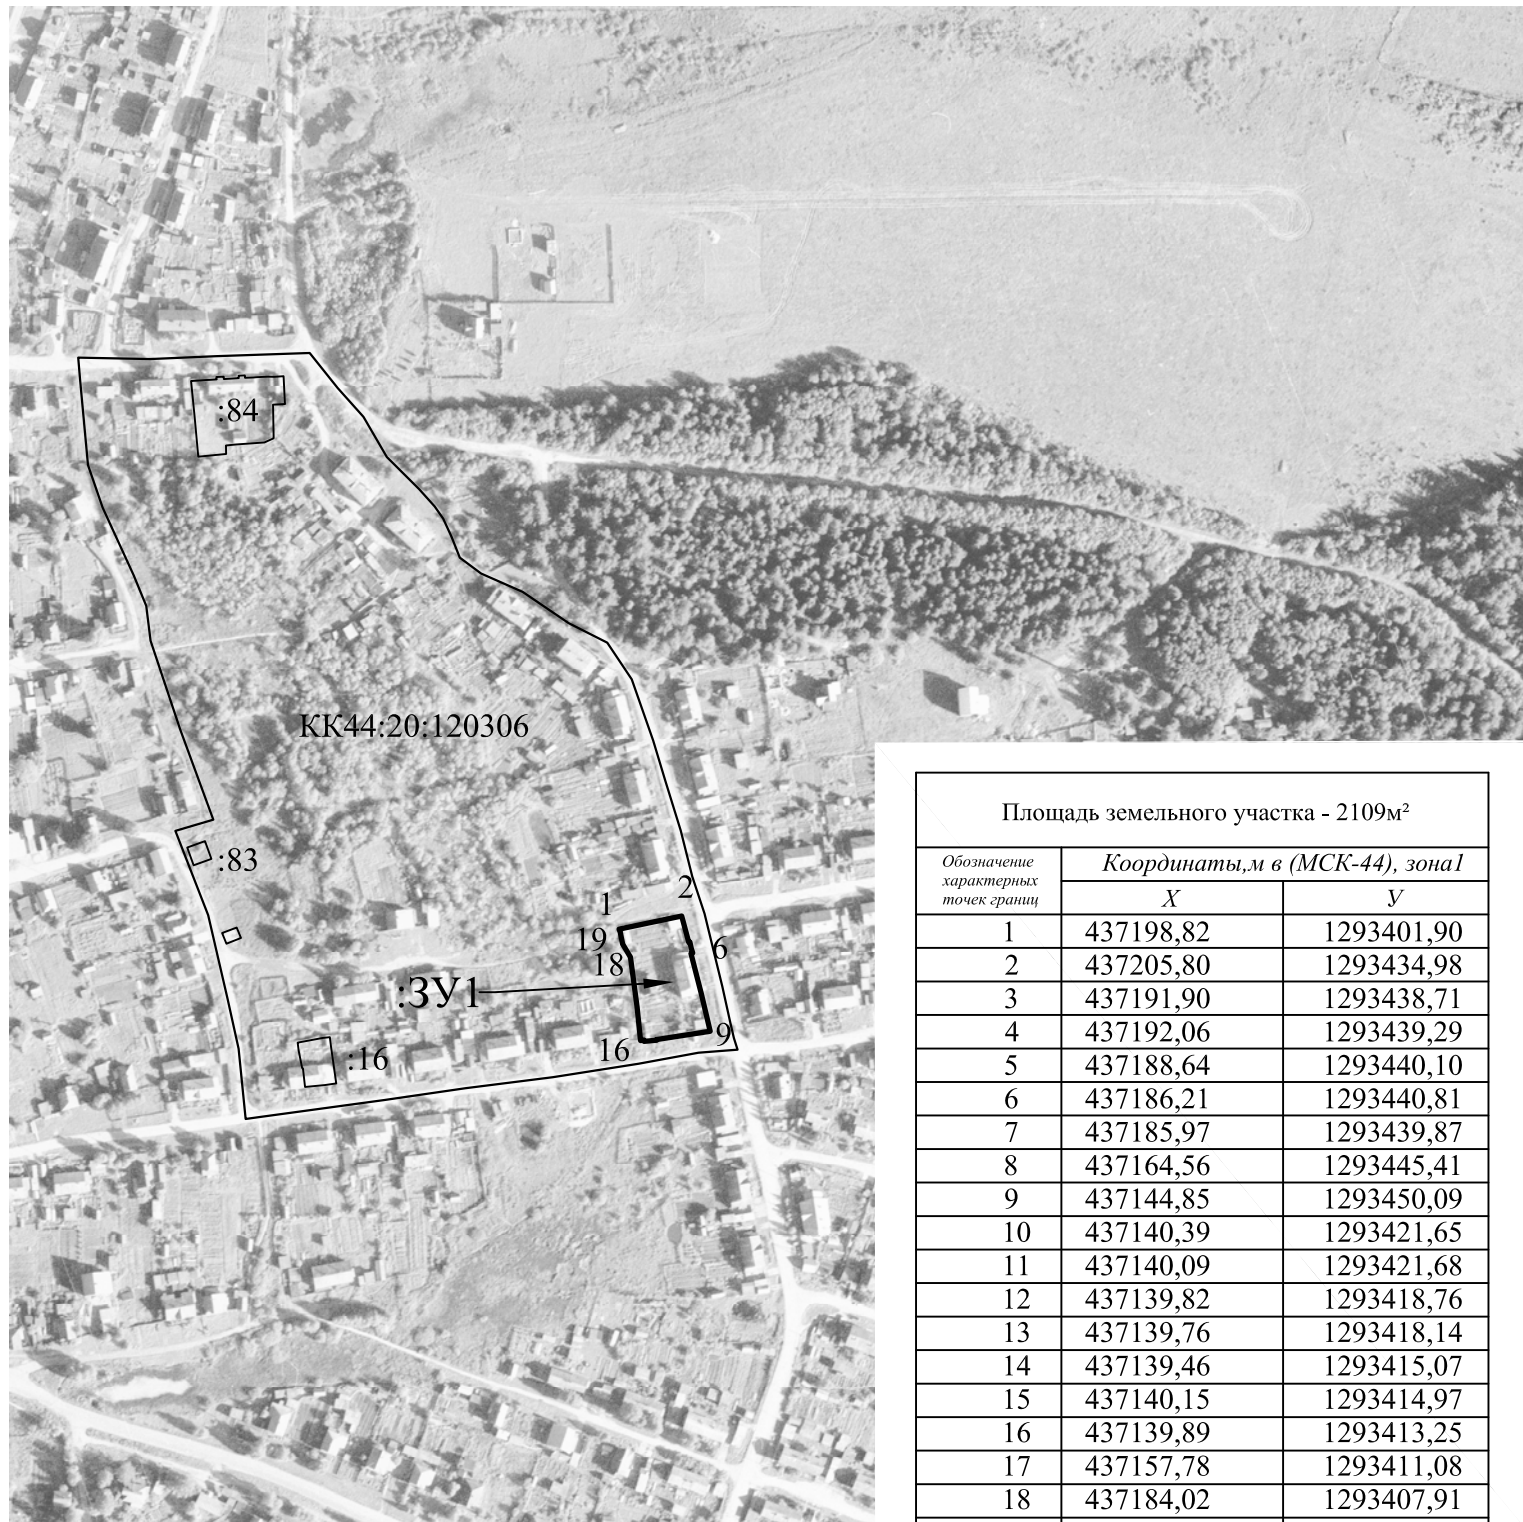 :84
КК44:20:120306
:83
1
2
19
6
18
:ЗУ1
9
16
:16
Площадь земельного участка - 2109м²
Обозначение характерных точек границ
Координаты,м в (МСК-44), зона1
X У
1 437198,82 1293401,90
2 437205,80 1293434,98
3 437191,90 1293438,71
4 437192,06 1293439,29
5 437188,64 1293440,10
6 437186,21 1293440,81
7 437185,97 1293439,87
8 437164,56 1293445,41
9 437144,85 1293450,09
10 437140,39 1293421,65
11 437140,09 1293421,68
12 437139,82 1293418,76
13 437139,76 1293418,14
14 437139,46 1293415,07
15 437140,15 1293414,97
16 437139,89 1293413,25
17 437157,78 1293411,08
18 437184,02 1293407,91